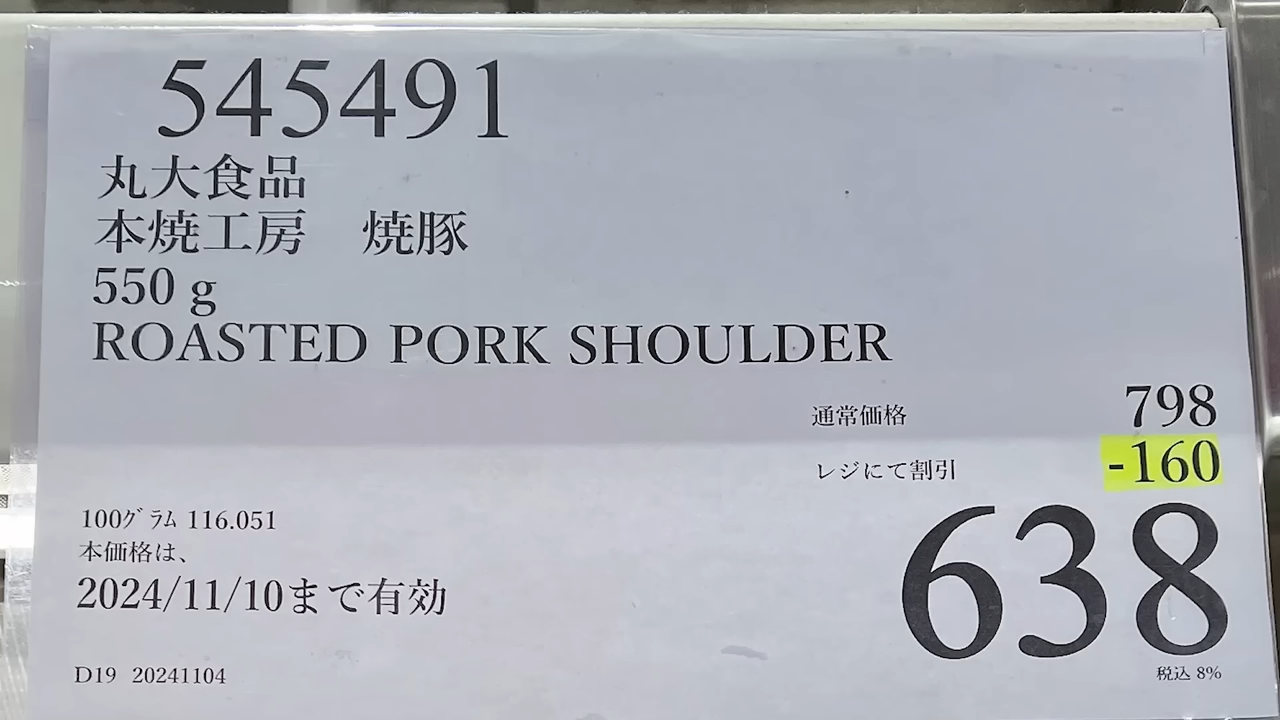 545491
丸大食品
本焼工房　焼豚
550 g
ROASTED PORK SHOULDER
通常価格 798
レジにて割引 -160
638
100ｸﾞﾗﾑ 116.051
本価格は、
2024/11/10まで有効
税込 8%
D19 20241104